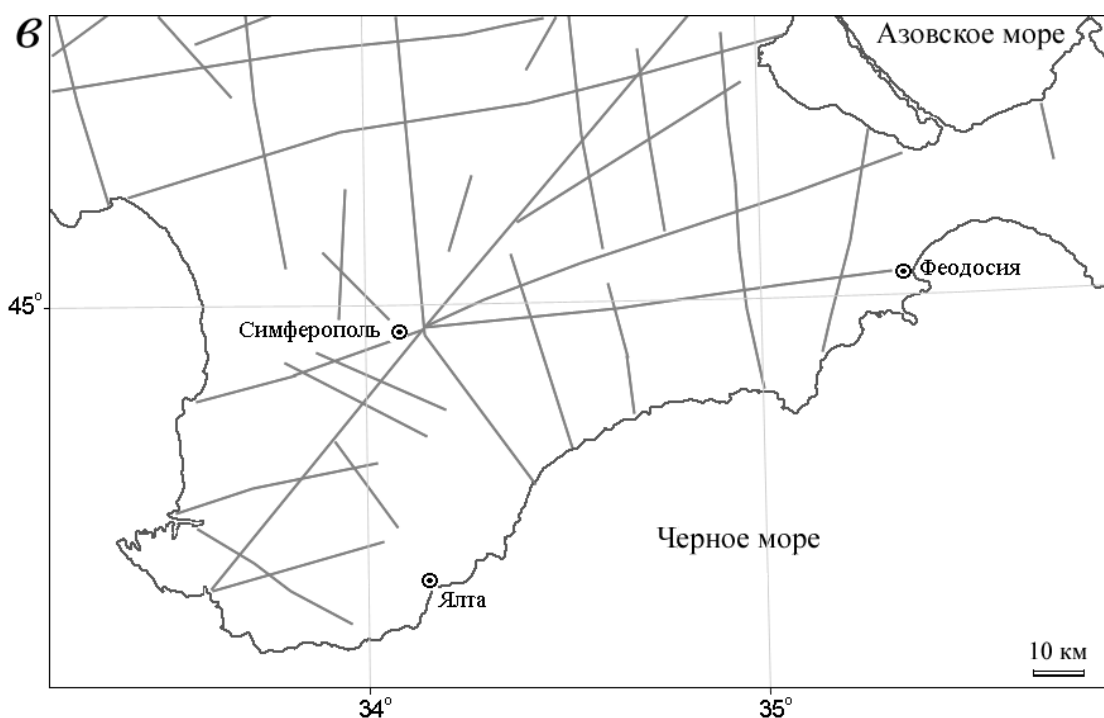 в
Азовское море
Феодосия
45°
Симферополь
Черное море
Ялта
10 км
34°
35°